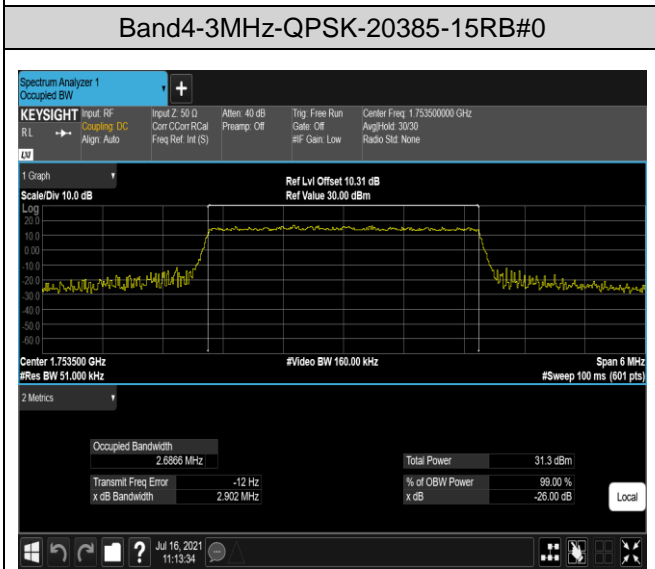 Band4-3MHz-QPSK-20385-15RB#0
Spectrum Analyzer 1
Occupied BW
+
KEYSIGHT Input: RF Input Z: 50 Ω Atten: 40 dB Trig: Free Run Center Freq: 1.753500000 GHz
RL Coupling: DC Corr CCorr RCal Preamp: Off Gate: Off Avg|Hold: 30/30
Align: Auto Freq Ref: Int (S) #IF Gain: Low Radio Std: None
LXI
1 Graph
Ref Lvl Offset 10.31 dB
Scale/Div 10.0 dB Ref Value 30.00 dBm
Log
20.0
10.0
0.00
-10.0
-20.0
-30.0
-40.0
-50.0
-60.0
Center 1.753500 GHz #Video BW 160.00 kHz Span 6 MHz
#Res BW 51.000 kHz #Sweep 100 ms (601 pts)
2 Metrics
Occupied Bandwidth
2.6866 MHz Total Power 31.3 dBm
Transmit Freq Error -12 Hz % of OBW Power 99.00 %
x dB Bandwidth 2.902 MHz x dB -26.00 dB
Local
? Jul 16, 2021
11:13:34